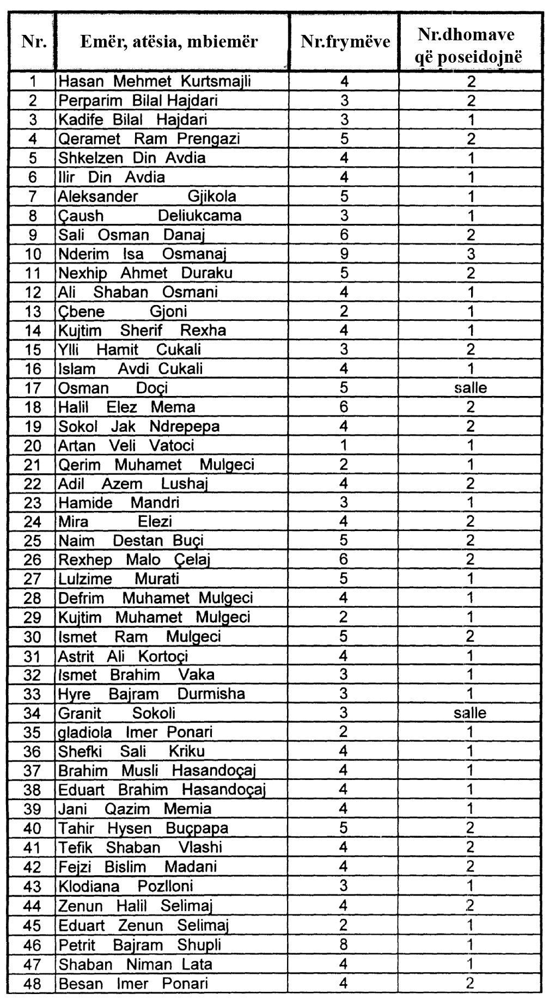 Nr. Emër, atësia, mbiemër Nr.frymëve Nr.dhomave
që poseidojnë
1 Hasan Mehmet Kurtsmajli 4 2
2 Perparim Bilal Hajdari 3 2
3 Kadife Bilal Hajdari 3 1
4 Qeramet Ram Prengazi 5 2
5 Shkelzen Din Avdia 4 1
6 Ilir Din Avdia 4 1
7 Aleksander Gjikola 5 1
8 Çaush Deliukcama 3 1
9 Sali Osman Danaj 6 2
10 Nderim Isa Osmanaj 9 3
11 Nexhip Ahmet Duraku 5 2
12 Ali Shaban Osmani 4 1
13 Çbene Gjoni 2 1
14 Kujtim Sherif Rexha 4 1
15 Ylli Hamit Cukali 3 2
16 Islam Avdi Cukali 4 1
17 Osman Doçi 5 salle
18 Halil Elez Mema 6 2
19 Sokol Jak Ndrepepa 4 2
20 Artan Veli Vatoci 1 1
21 Qerim Muhamet Mulgeci 2 1
22 Adil Azem Lushaj 4 2
23 Hamide Mandri 3 1
24 Mira Elezi 4 2
25 Naim Destan Buçi 5 2
26 Rexhep Malo Çelaj 6 2
27 Lulzime Murati 5 1
28 Defrim Muhamet Mulgeci 4 1
29 Kujtim Muhamet Mulgeci 2 1
30 Ismet Ram Mulgeci 5 2
31 Astrit Ali Kortoçi 4 1
32 Ismet Brahim Vaka 3 1
33 Hyre Bajram Durmisha 3 1
34 Granit Sokoli 3 salle
35 gladiola Imer Ponari 2 1
36 Shefki Sali Kriku 4 1
37 Brahim Musli Hasandoçaj 4 1
38 Eduart Brahim Hasandoçaj 4 1
39 Jani Qazim Memia 4 1
40 Tahir Hysen Buçpapa 5 2
41 Tefik Shaban Vlashi 4 2
42 Fejzi Bislim Madani 4 2
43 Klodiana Pozlloni 3 1
44 Zenun Halil Selimaj 4 2
45 Eduart Zenun Selimaj 2 1
46 Petrit Bajram Shupli 8 1
47 Shaban Niman Lata 4 1
48 Besan Imer Ponari 4 2